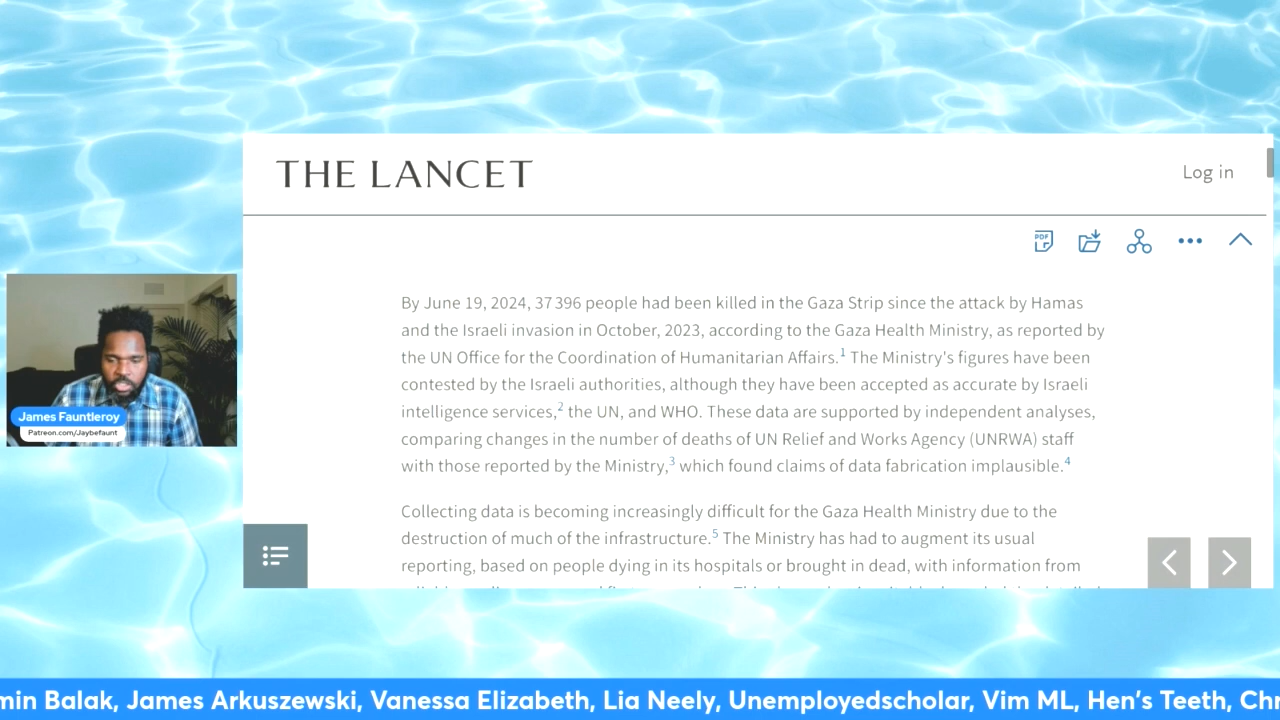 THE LANCET
Log in
PDF
By June 19, 2024, 37 396 people had been killed in the Gaza Strip since the attack by Hamas
and the Israeli invasion in October, 2023, according to the Gaza Health Ministry, as reported by
the UN Office for the Coordination of Humanitarian Affairs.1 The Ministry's figures have been
contested by the Israeli authorities, although they have been accepted as accurate by Israeli
intelligence services,2 the UN, and WHO. These data are supported by independent analyses,
comparing changes in the number of deaths of UN Relief and Works Agency (UNRWA) staff
with those reported by the Ministry,3 which found claims of data fabrication implausible.4
Collecting data is becoming increasingly difficult for the Gaza Health Ministry due to the
destruction of much of the infrastructure.5 The Ministry has had to augment its usual
reporting, based on people dying in its hospitals or brought in dead, with information from
James Fauntleroy
Patreon.com/Jaybefaunt
min Balak, James Arkuszewski, Vanessa Elizabeth, Lia Neely, Unemployedscholar, Vim ML, Hen's Teeth, Ch